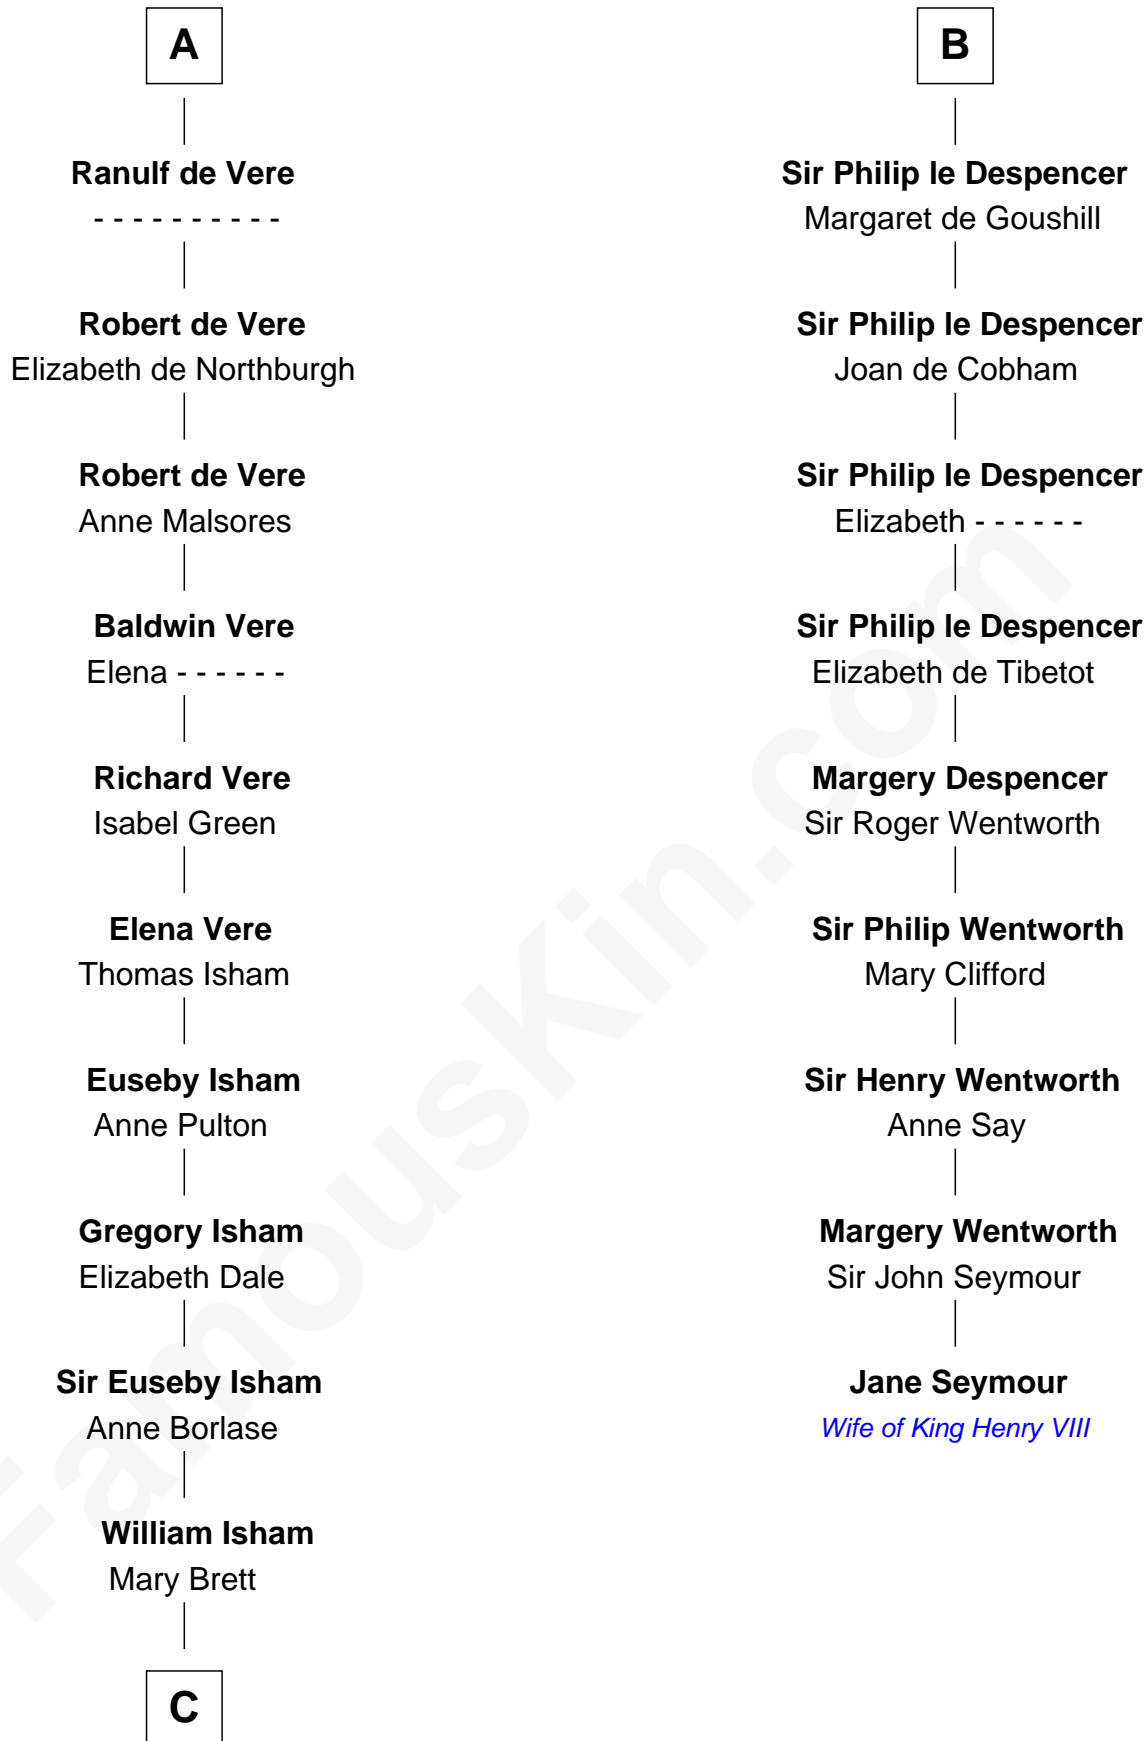 A
Ranulf de Vere
- - - - - - - - - -
Robert de Vere
Elizabeth de Northburgh
Robert de Vere
Anne Malsores
Baldwin Vere
Elena - - - - - -
Richard Vere
Isabel Green
Elena Vere
Thomas Isham
Euseby Isham
Anne Pulton
Gregory Isham
Elizabeth Dale
Sir Euseby Isham
Anne Borlase
William Isham
Mary Brett
C
B
Sir Philip le Despencer
Margaret de Goushill
Sir Philip le Despencer
Joan de Cobham
Sir Philip le Despencer
Elizabeth - - - - - -
Sir Philip le Despencer
Elizabeth de Tibetot
Margery Despencer
Sir Roger Wentworth
Sir Philip Wentworth
Mary Clifford
Sir Henry Wentworth
Anne Say
Margery Wentworth
Sir John Seymour
Jane Seymour
Wife of King Henry VIII
FamousKin.com